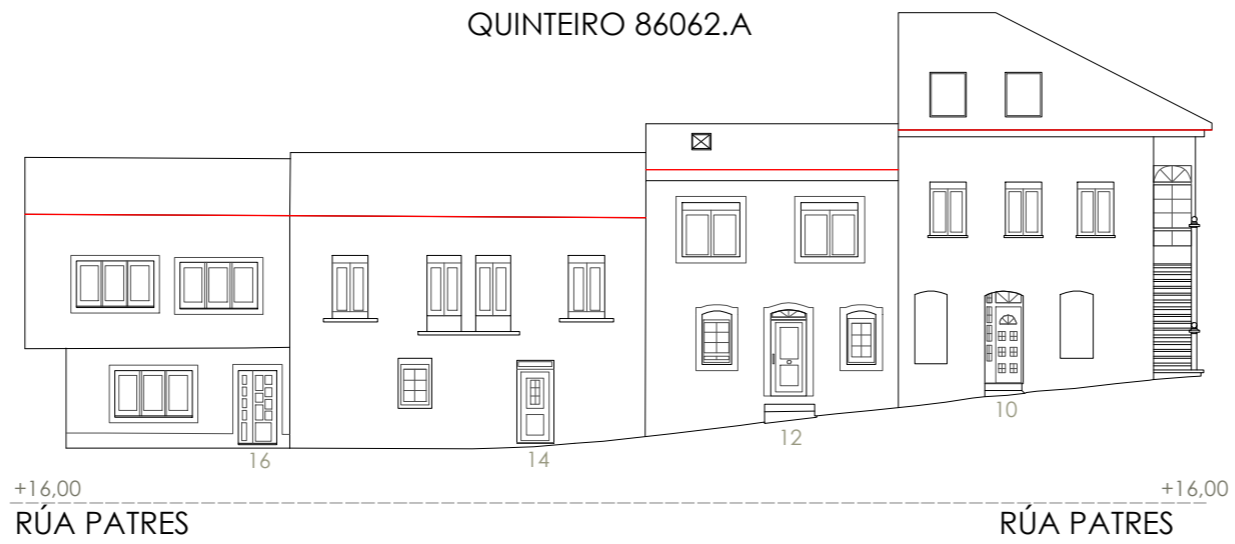 QUINTEIRO 86062.A
10
12
16
14
+16,00
+16,00
RÚA PATRES
RÚA PATRES